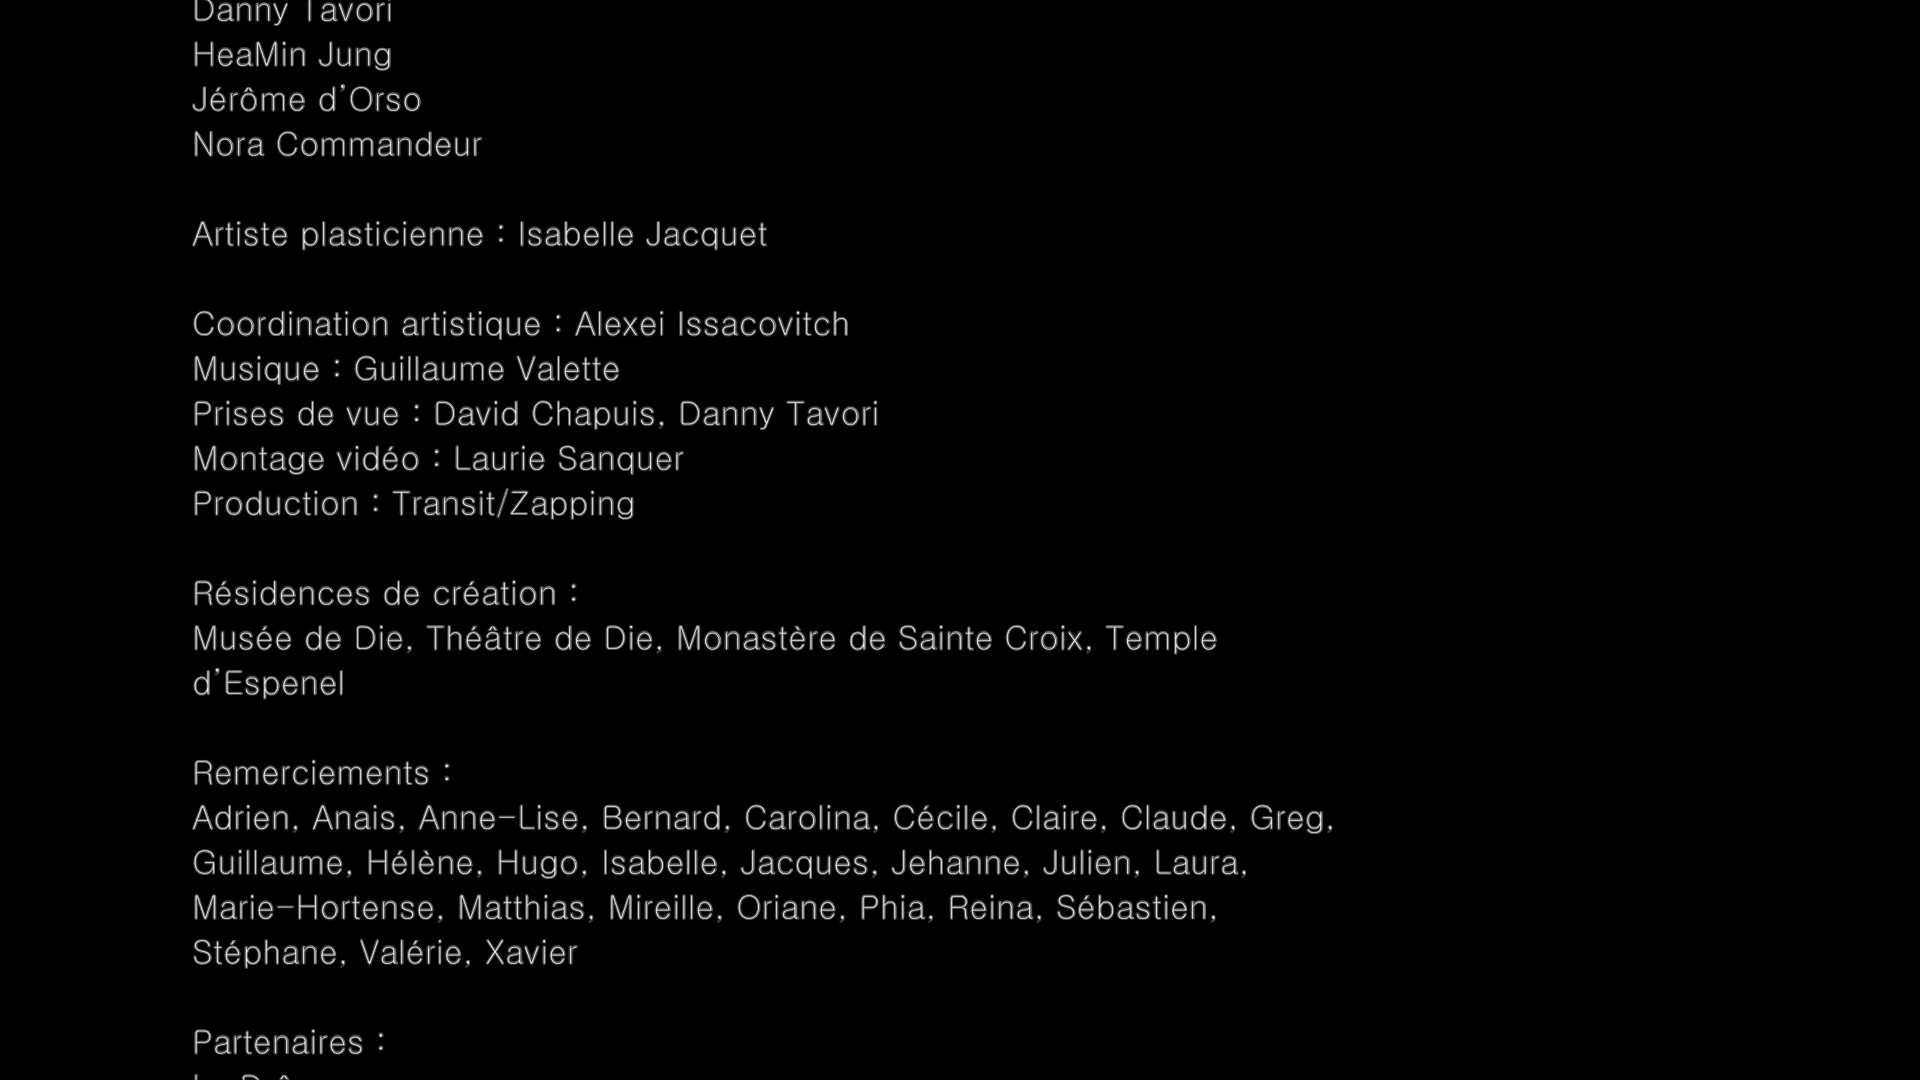 Danny Tavori
HeaMin Jung
Jérôme d’Orso
Nora Commandeur
Artiste plasticienne : Isabelle Jacquet
Coordination artistique : Alexei Issacovitch
Musique : Guillaume Valette
Prises de vue : David Chapuis, Danny Tavori
Montage vidéo : Laurie Sanquer
Production : Transit/Zapping
Résidences de création :
Musée de Die, Théâtre de Die, Monastère de Sainte Croix, Temple
d’Espenel
Remerciements :
Adrien, Anais, Anne-Lise, Bernard, Carolina, Cécile, Claire, Claude, Greg,
Guillaume, Hélène, Hugo, Isabelle, Jacques, Jehanne, Julien, Laura,
Marie-Hortense, Matthias, Mireille, Oriane, Phia, Reina, Sébastien,
Stéphane, Valérie, Xavier
Partenaires :